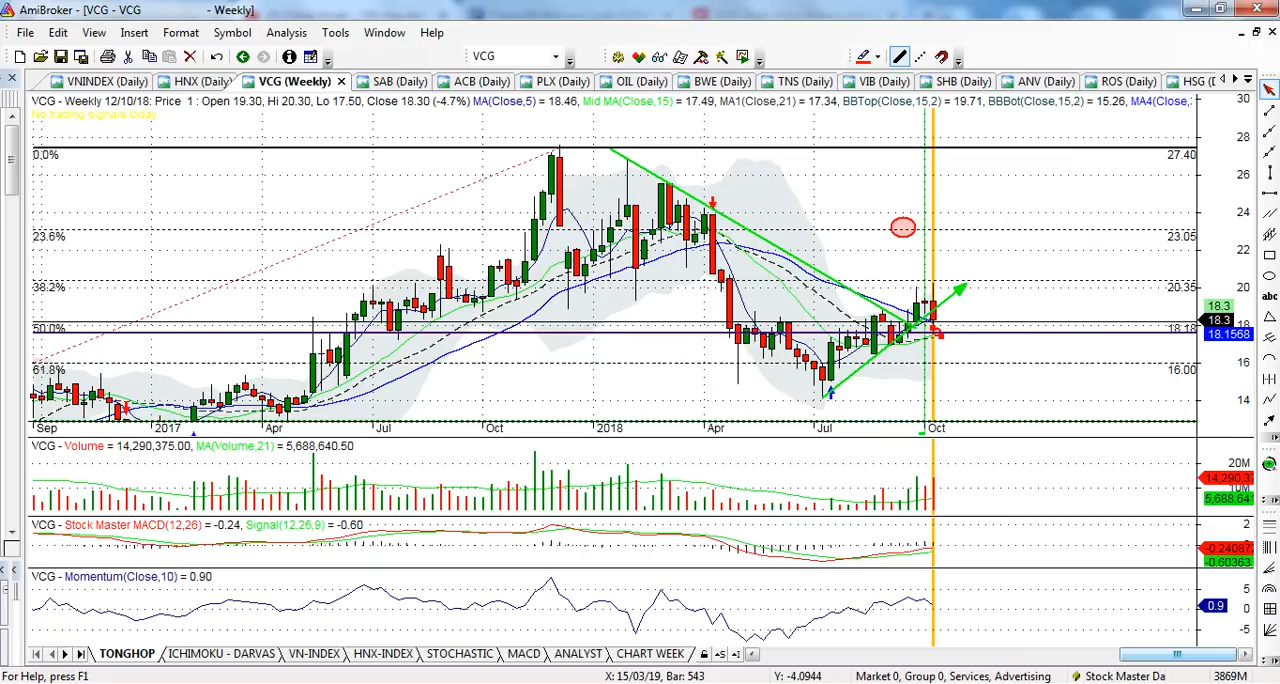 AmiBroker - [VCG - VCG - Weekly]
File Edit View Insert Format Symbol Analysis Tools Window Help
VCG
VNINDEX (Daily) HNX (Daily) VCG (Weekly) SAB (Daily) ACB (Daily) PLX (Daily) OIL (Daily) BWE (Daily) TNS (Daily) VIB (Daily) SHB (Daily) ANV (Daily) ROS (Daily) HSG (D
VCG - Weekly 12/10/18: Price 1 : Open 19.30, Hi 20.30, Lo 17.50, Close 18.30 (-4.7%) MA(Close,5) = 18.46, Mid MA(Close,15) = 17.49, MA1(Close,21) = 17.34, BBTop(Close,15,2) = 19.71, BBBot(Close,15,2) = 15.26, MA4(Close,
No trading signals today
30
28
0.0%
27.40
26
24
23.6%
23.05
22
38.2%
20.35
20
18.3
18.3
50.0%
18.18
18
18.1568
61.8%
16.00
16
14
Sep 2017 Apr Jul Oct 2018 Apr Jul Oct
VCG - Volume = 14,290,375.00, MA(Volume,21) = 5,688,640.50
20M
14,290,37
10M
5,688,641
VCG - Stock Master MACD(12,26) = -0.24, Signal(12,26,9) = -0.60
2
-0.24087
-0.60363
VCG - Momentum(Close,10) = 0.90
5
0.9
0
-5
TONGHOP ICHIMOKU - DARVAS VN-INDEX HNX-INDEX STOCHASTIC MACD ANALYST CHART WEEK
For Help, press F1 X: 15/03/19, Bar: 543 Y: -4.0944 Market 0, Group 0, Services, Advertising Stock Master Da 3869M